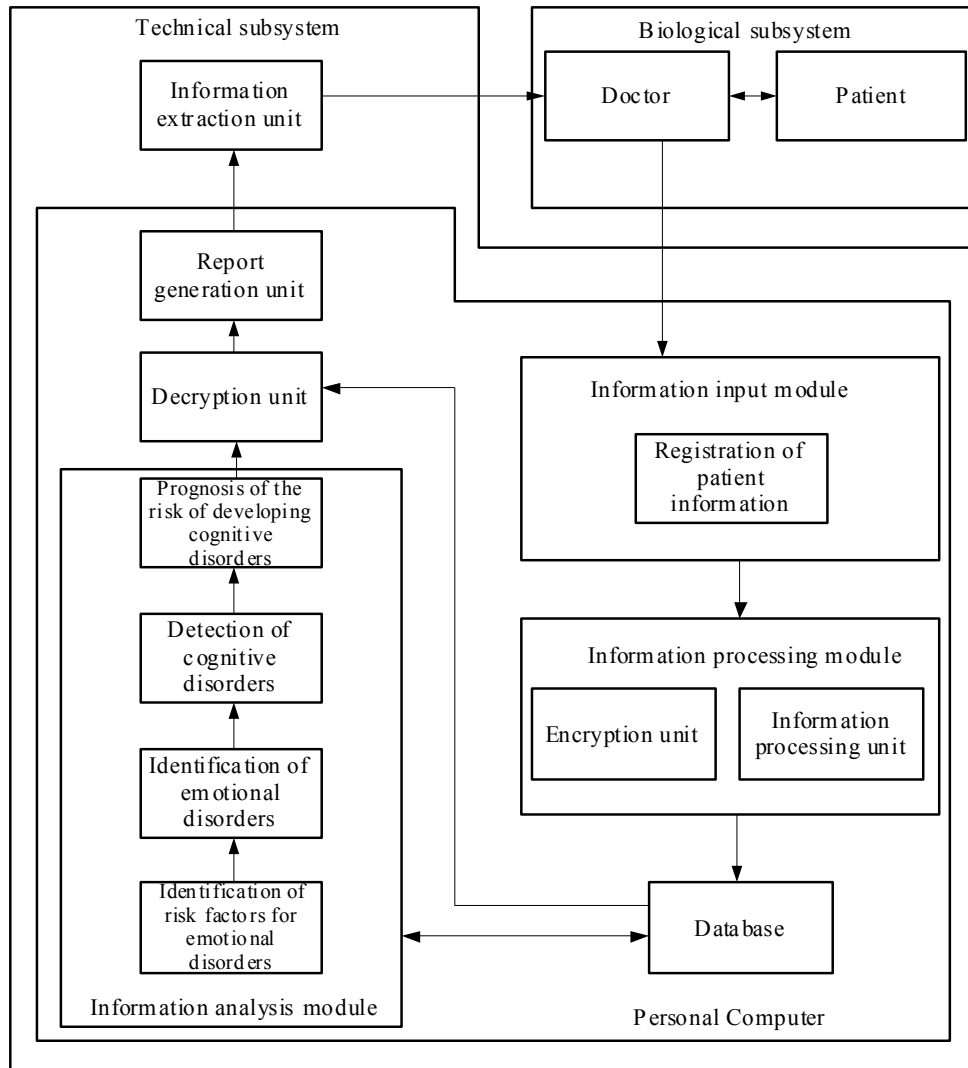 Technical subsystem
Biological subsystem
Information
extraction unit
Doctor
Patient
Report
generation unit
Decryption unit
Information input module
Registration of
patient
information
Prognosis of the
risk of developing
cognitive
disorders
Detection of
cognitive
disorders
Information processing module
Encryption unit
Information
processing unit
Identification of
emotional
disorders
Identification of
risk factors for
emotional
disorders
Database
Information analysis module
Personal Computer